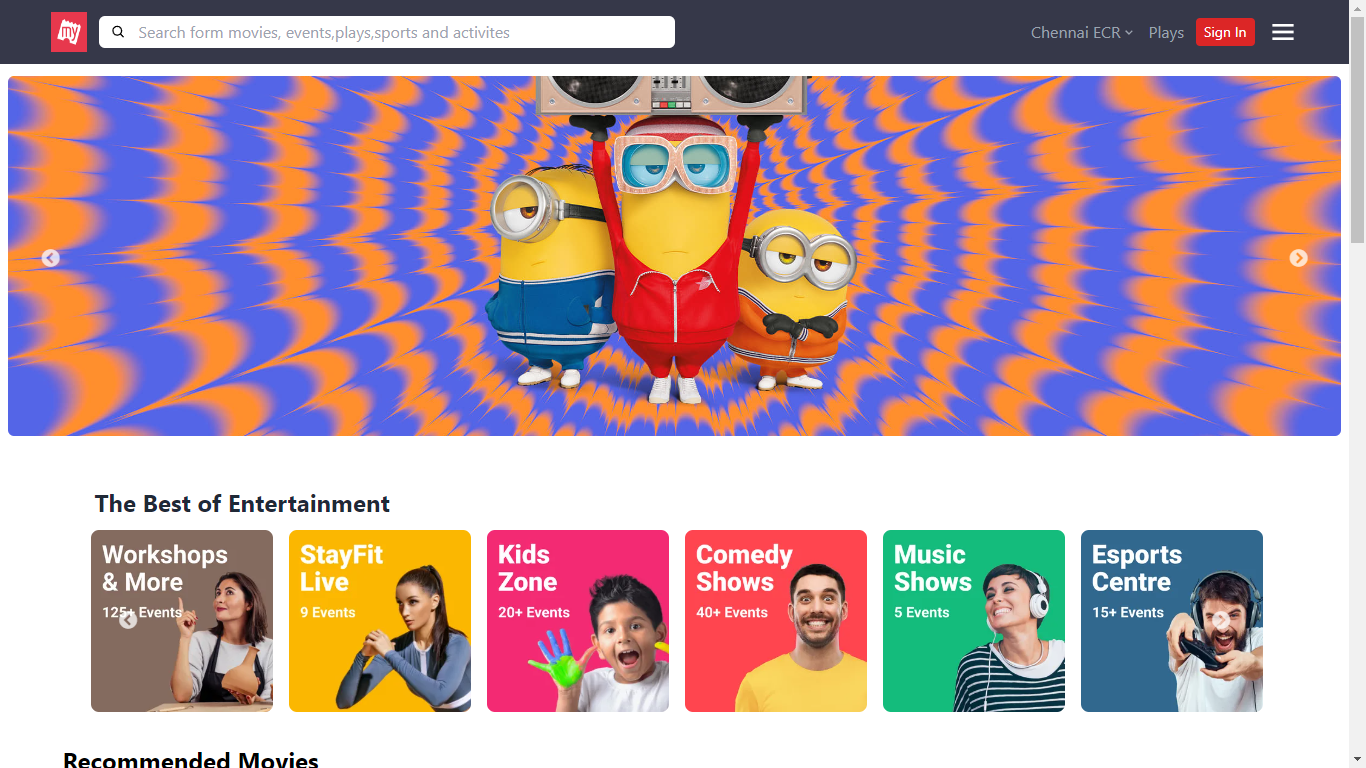 my
Search form movies, events,plays,sports and activites
Chennai ECR
Plays
Sign In
The Best of Entertainment
Workshops
& More
125+ Events
StayFit
Live
9 Events
Kids
Zone
20+ Events
Comedy
Shows
40+ Events
Music
Shows
5 Events
Esports
Centre
15+ Events
Recommended Movies